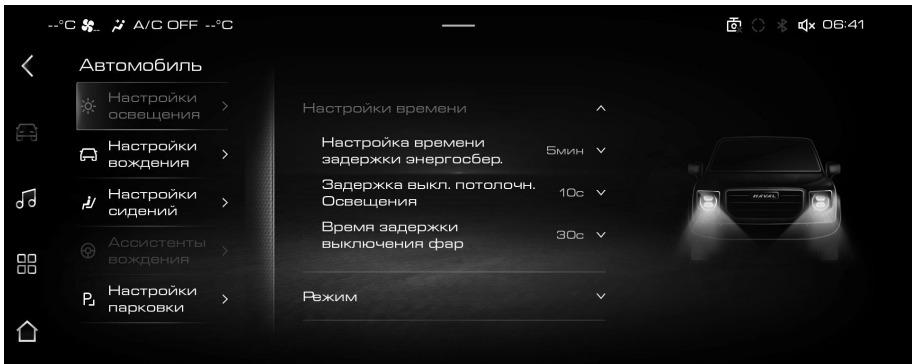 --°C A/C OFF --°C
06:41
Автомобиль
Настройки
освещения
Настройки
вождения
Настройки
сидений
Ассистенты
вождения
Настройки
парковки
Настройки времени
Настройка времени
задержки энергосбер.
5мин
Задержка выкл. потолочн.
Освещения
10с
Время задержки
выключения фар
30с
Режим
HAVAL